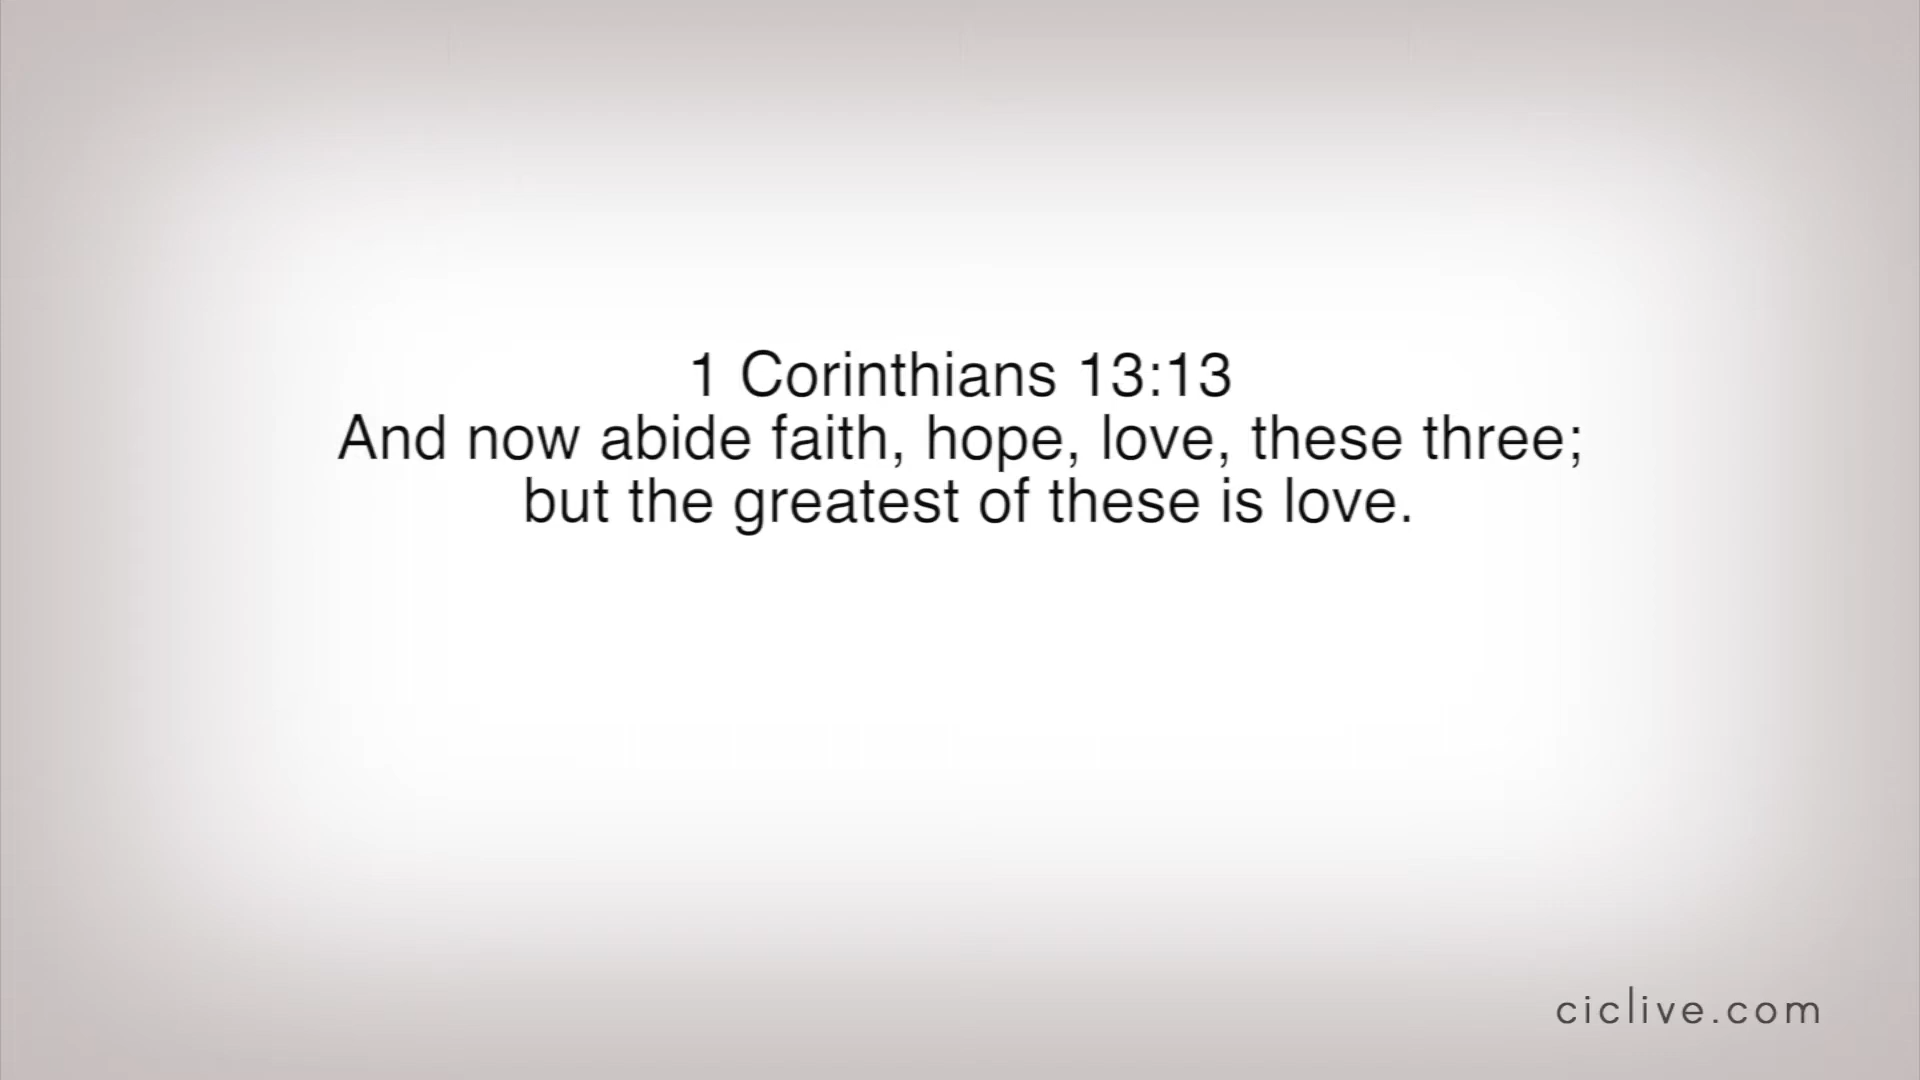 1 Corinthians 13:13
And now abide faith, hope, love, these three;
but the greatest of these is love.
ciclive.com